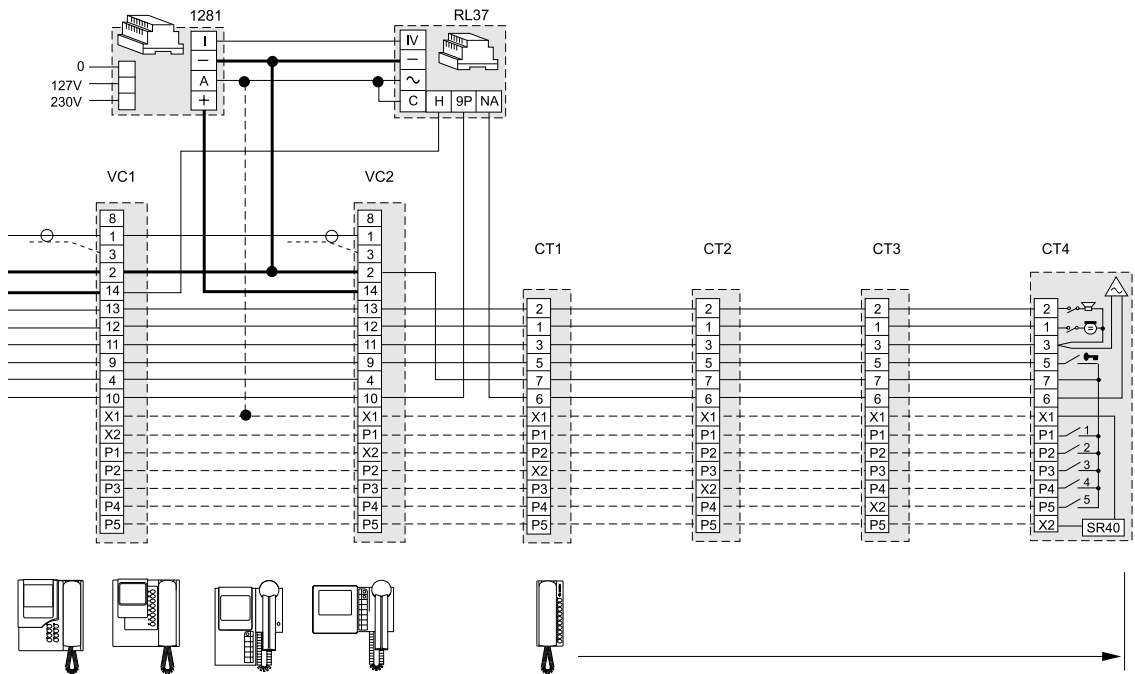 1281
RL37
I
IV
–
–
0
A
~
127V
+
C
H
9P
NA
230V
VC1
VC2
CT1
CT2
CT3
CT4
8
1
3
2
14
13
12
11
9
4
10
X1
X2
P1
P2
P3
P4
P5
8
1
3
2
14
13
12
11
9
4
10
X1
P1
X2
P2
P3
P4
P5
2
1
3
5
7
6
X1
P1
P2
X2
P3
P4
P5
2
1
3
5
7
6
X1
P1
P2
P3
X2
P4
P5
2
1
3
5
7
6
X1
P1
P2
P3
P4
X2
P5
2
1
3
5
7
6
X1
P1
P2
P3
P4
P5
X2
~
1
2
3
4
5
SR40